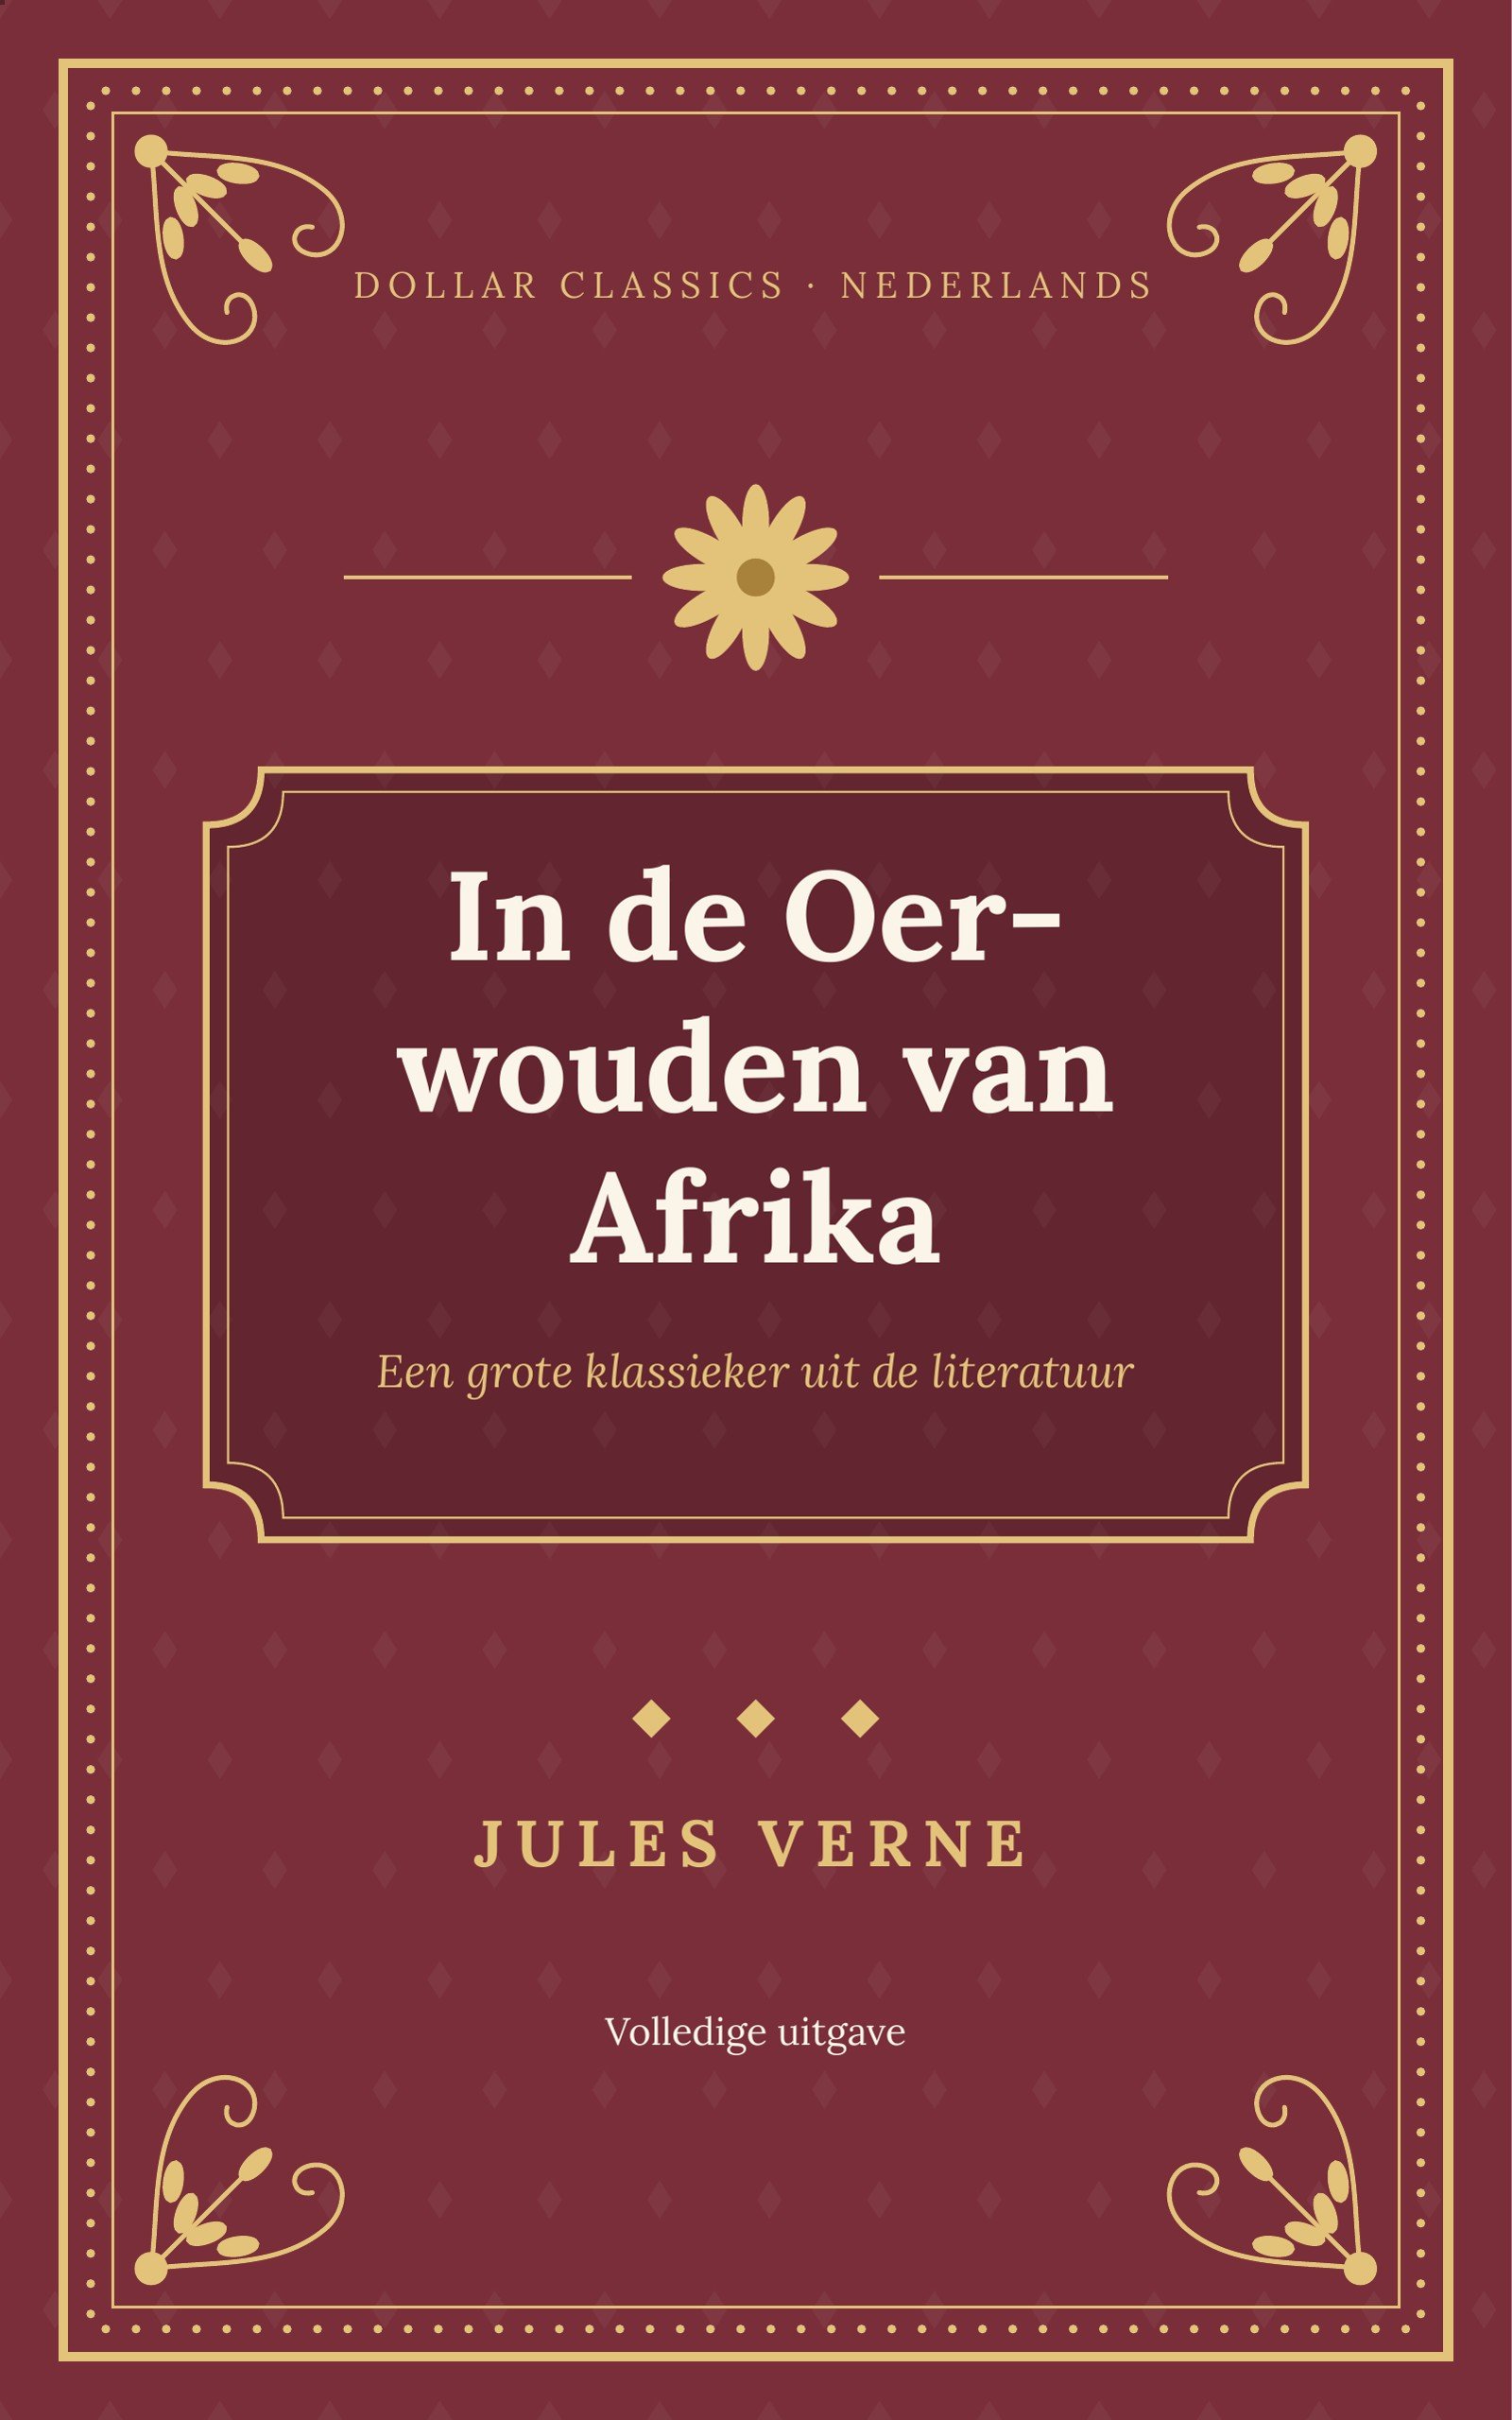 DOLLAR CLASSICS · NEDERLANDS
In de Oer-
wouden van
Afrika
Een grote klassieker uit de literatuur
JULES VERNE
Volledige uitgave